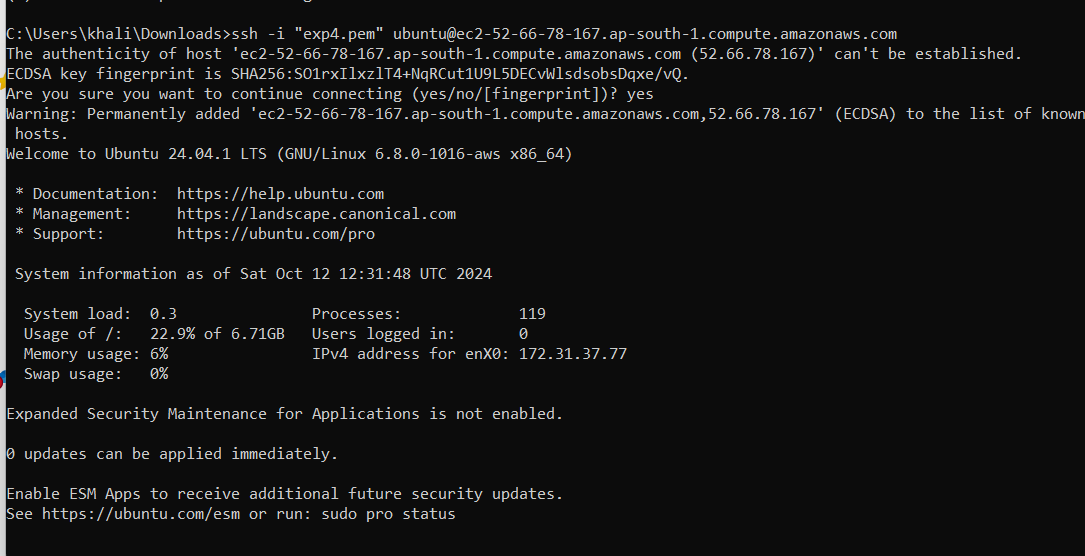 C:\Users\khali\Downloads>ssh -i "exp4.pem" ubuntu@ec2-52-66-78-167.ap-south-1.compute.amazonaws.com
The authenticity of host 'ec2-52-66-78-167.ap-south-1.compute.amazonaws.com (52.66.78.167)' can't be established.
ECDSA key fingerprint is SHA256:SO1rxIlxzlT4+NqRCut1U9L5DECvWlsdsobsDqxe/vQ.
Are you sure you want to continue connecting (yes/no/[fingerprint])? yes
Warning: Permanently added 'ec2-52-66-78-167.ap-south-1.compute.amazonaws.com,52.66.78.167' (ECDSA) to the list of known
hosts.
Welcome to Ubuntu 24.04.1 LTS (GNU/Linux 6.8.0-1016-aws x86_64)
* Documentation:  https://help.ubuntu.com
* Management:     https://landscape.canonical.com
* Support:        https://ubuntu.com/pro
System information as of Sat Oct 12 12:31:48 UTC 2024
System load:  0.3                Processes:             119
Usage of /:   22.9% of 6.71GB   Users logged in:       0
Memory usage: 6%                IPv4 address for enX0: 172.31.37.77
Swap usage:   0%
Expanded Security Maintenance for Applications is not enabled.
0 updates can be applied immediately.
Enable ESM Apps to receive additional future security updates.
See https://ubuntu.com/esm or run: sudo pro status